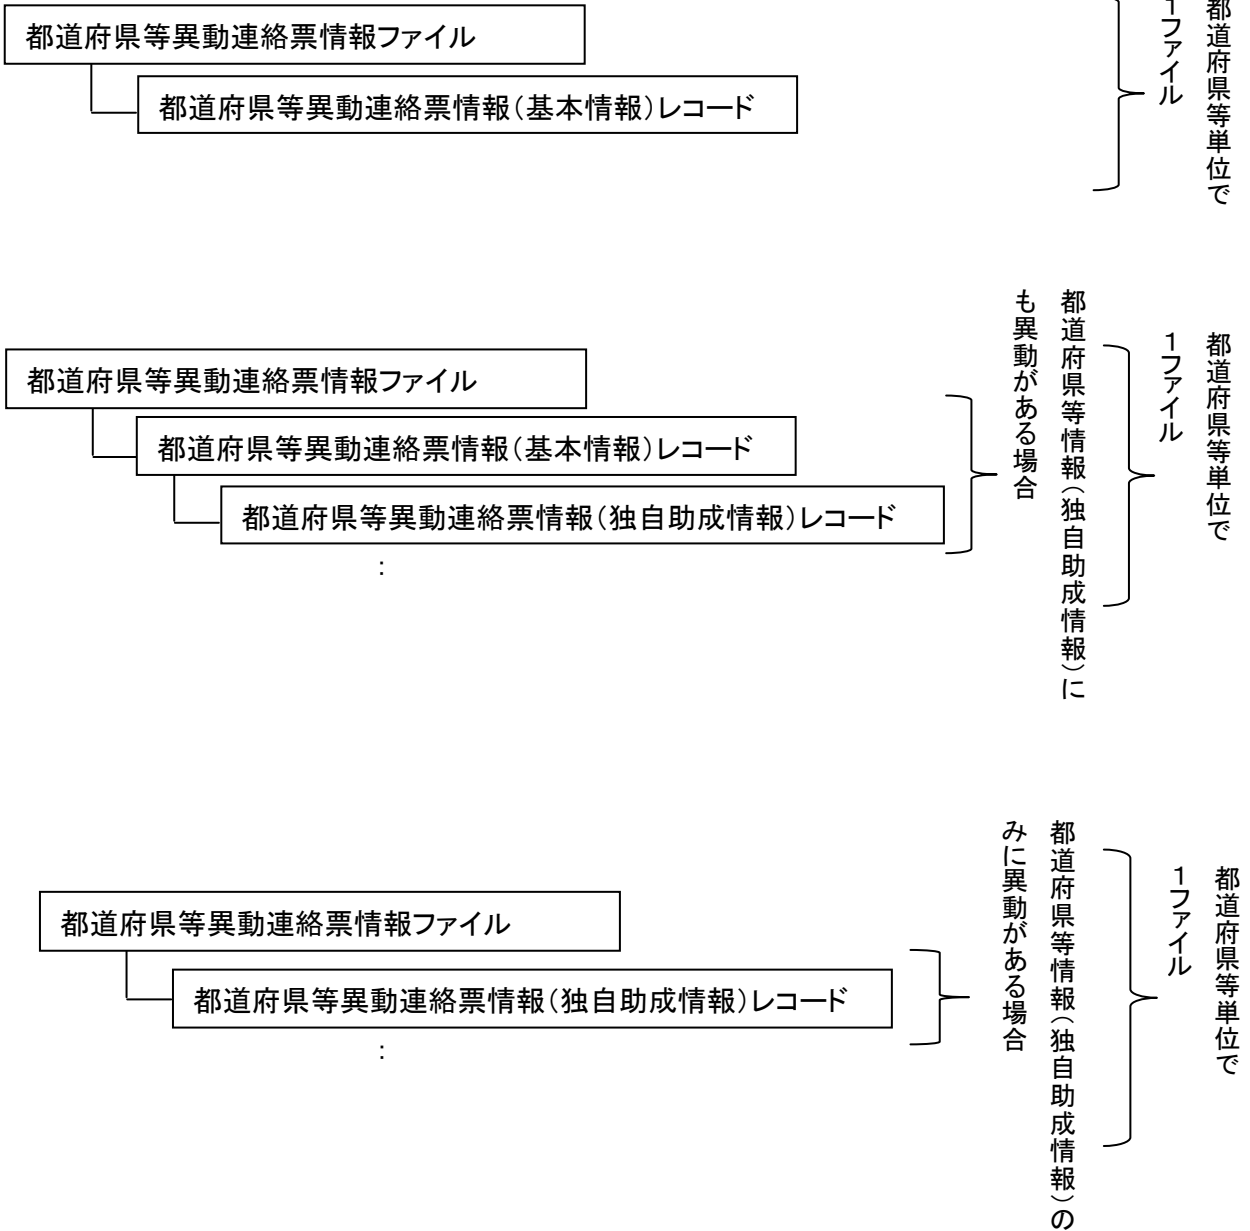 都道府県等異動連絡票情報ファイル
都道府県等異動連絡票情報（基本情報）レコード
都道府県等単位で
１ファイル
都道府県等異動連絡票情報ファイル
都道府県等異動連絡票情報（基本情報）レコード
都道府県等異動連絡票情報（独自助成情報）レコード
：
都道府県等単位で
１ファイル
都道府県等情報（独自助成情報）に
も異動がある場合
都道府県等異動連絡票情報ファイル
都道府県等異動連絡票情報（独自助成情報）レコード
：
都道府県等単位で
１ファイル
都道府県等情報（独自助成情報）の
みに異動がある場合